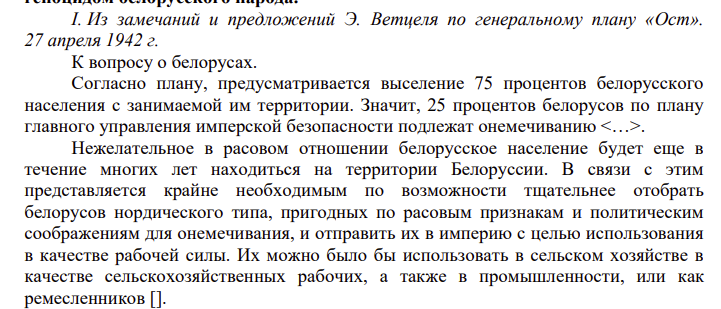 геноцидом белорусского народа.
I. Из замечаний и предложений Э. Ветцеля по генеральному плану «Ост».
27 апреля 1942 г.
К вопросу о белорусах.
Согласно плану, предусматривается выселение 75 процентов белорусского
населения с занимаемой им территории. Значит, 25 процентов белорусов по плану
главного управления имперской безопасности подлежат онемечиванию <…>.
Нежелательное в расовом отношении белорусское население будет еще в
течение многих лет находиться на территории Белоруссии. В связи с этим
представляется крайне необходимым по возможности тщательнее отобрать
белорусов нордического типа, пригодных по расовым признакам и политическим
соображениям для онемечивания, и отправить их в империю с целью использования
в качестве рабочей силы. Их можно было бы использовать в сельском хозяйстве в
качестве сельскохозяйственных рабочих, а также в промышленности, или как
ремесленников [].